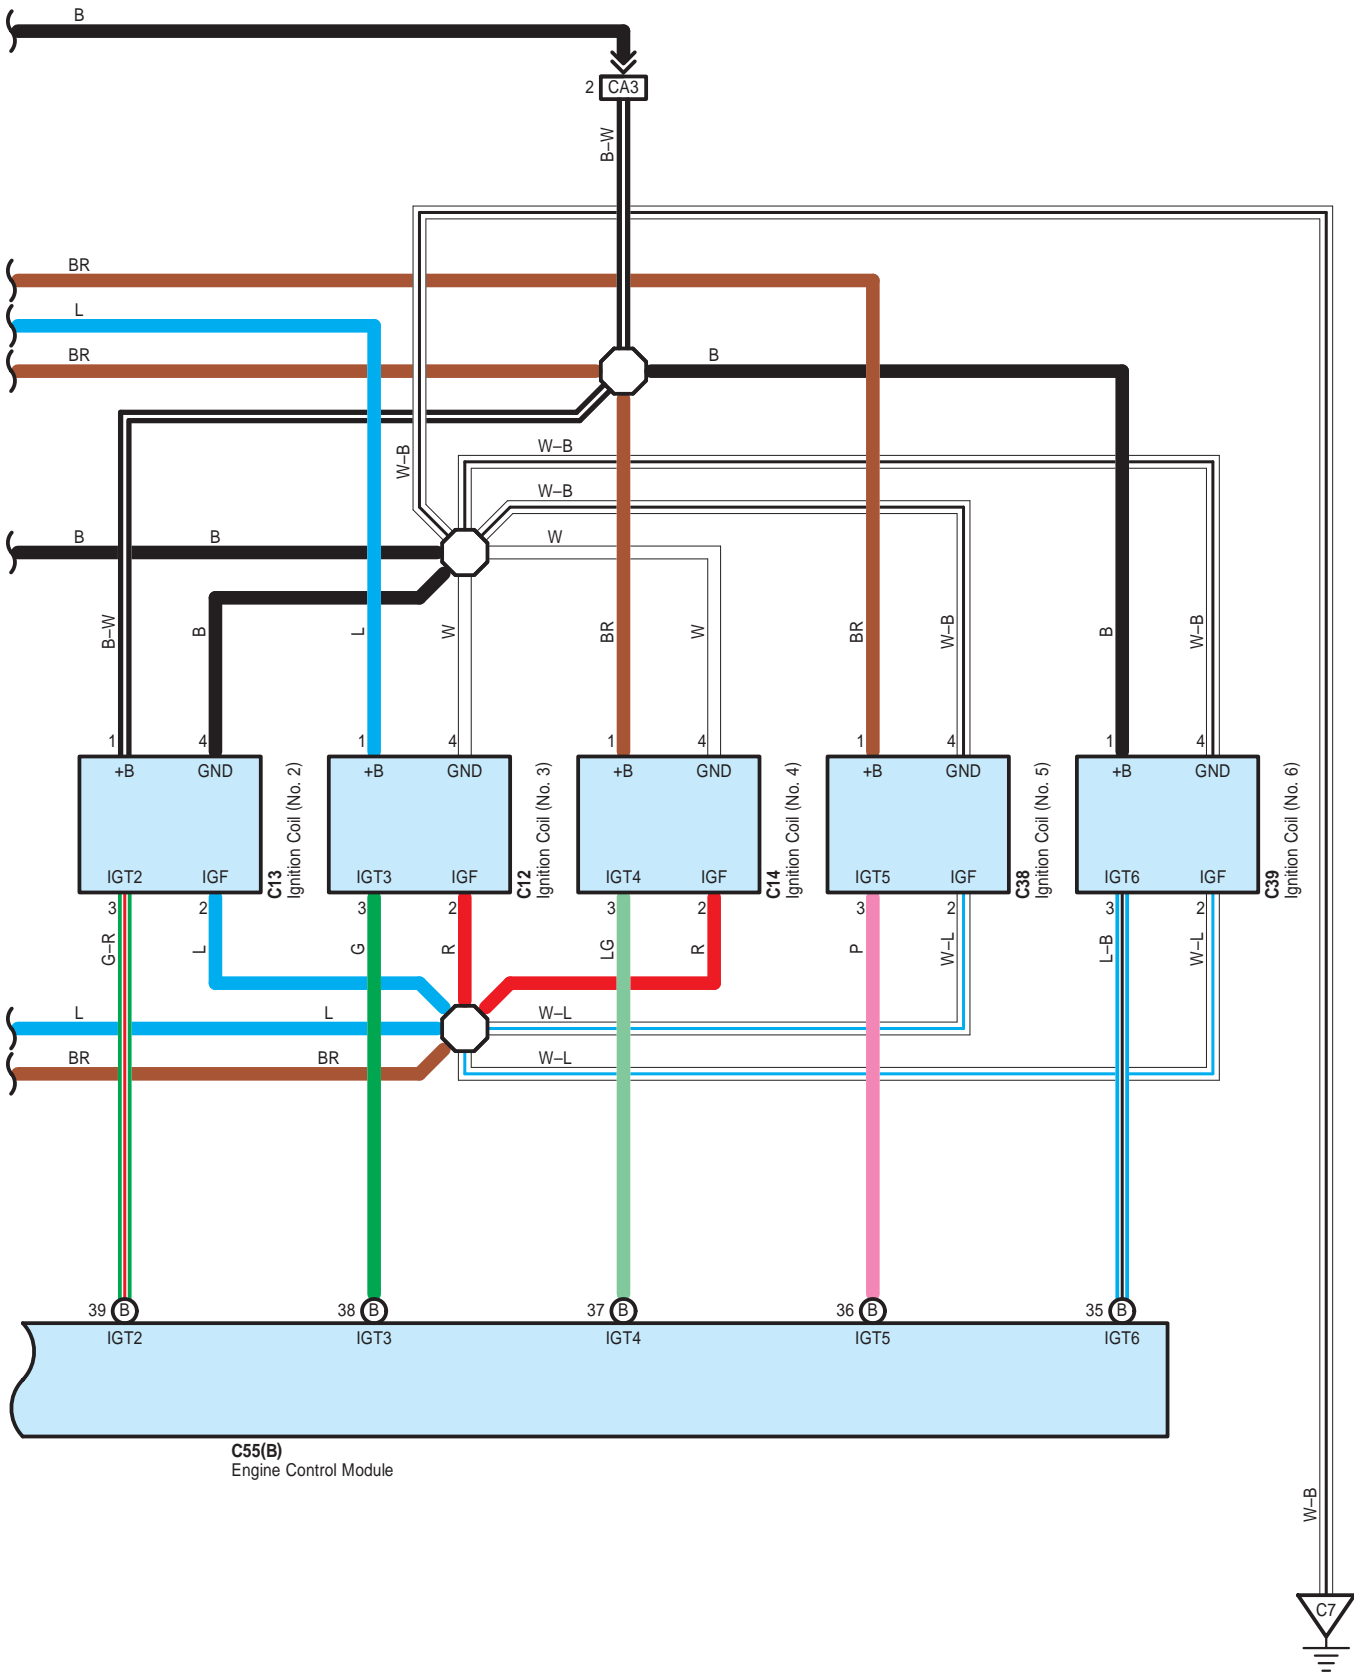 B
2 CA3
B–W
BR
L
BR
B
W–B
W–B
W–B
W
B
B
B–W
B
L
W
BR
W
BR
W–B
B
W–B
1
4
1
4
1
4
1
4
1
4
+B
GND
+B
GND
+B
GND
+B
GND
+B
GND
IGT2
IGF
IGT3
IGF
IGT4
IGF
IGT5
IGF
IGT6
IGF
C13
Ignition Coil (No. 2)
C12
Ignition Coil (No. 3)
C14
Ignition Coil (No. 4)
C38
Ignition Coil (No. 5)
C39
Ignition Coil (No. 6)
3
2
3
2
3
2
3
2
3
2
G–R
L
G
R
LG
R
P
W–L
L–B
W–L
L
L
W–L
BR
BR
W–L
39 B
38 B
37 B
36 B
35 B
IGT2
IGT3
IGT4
IGT5
IGT6
C55(B)
Engine Control Module
W–B
C7